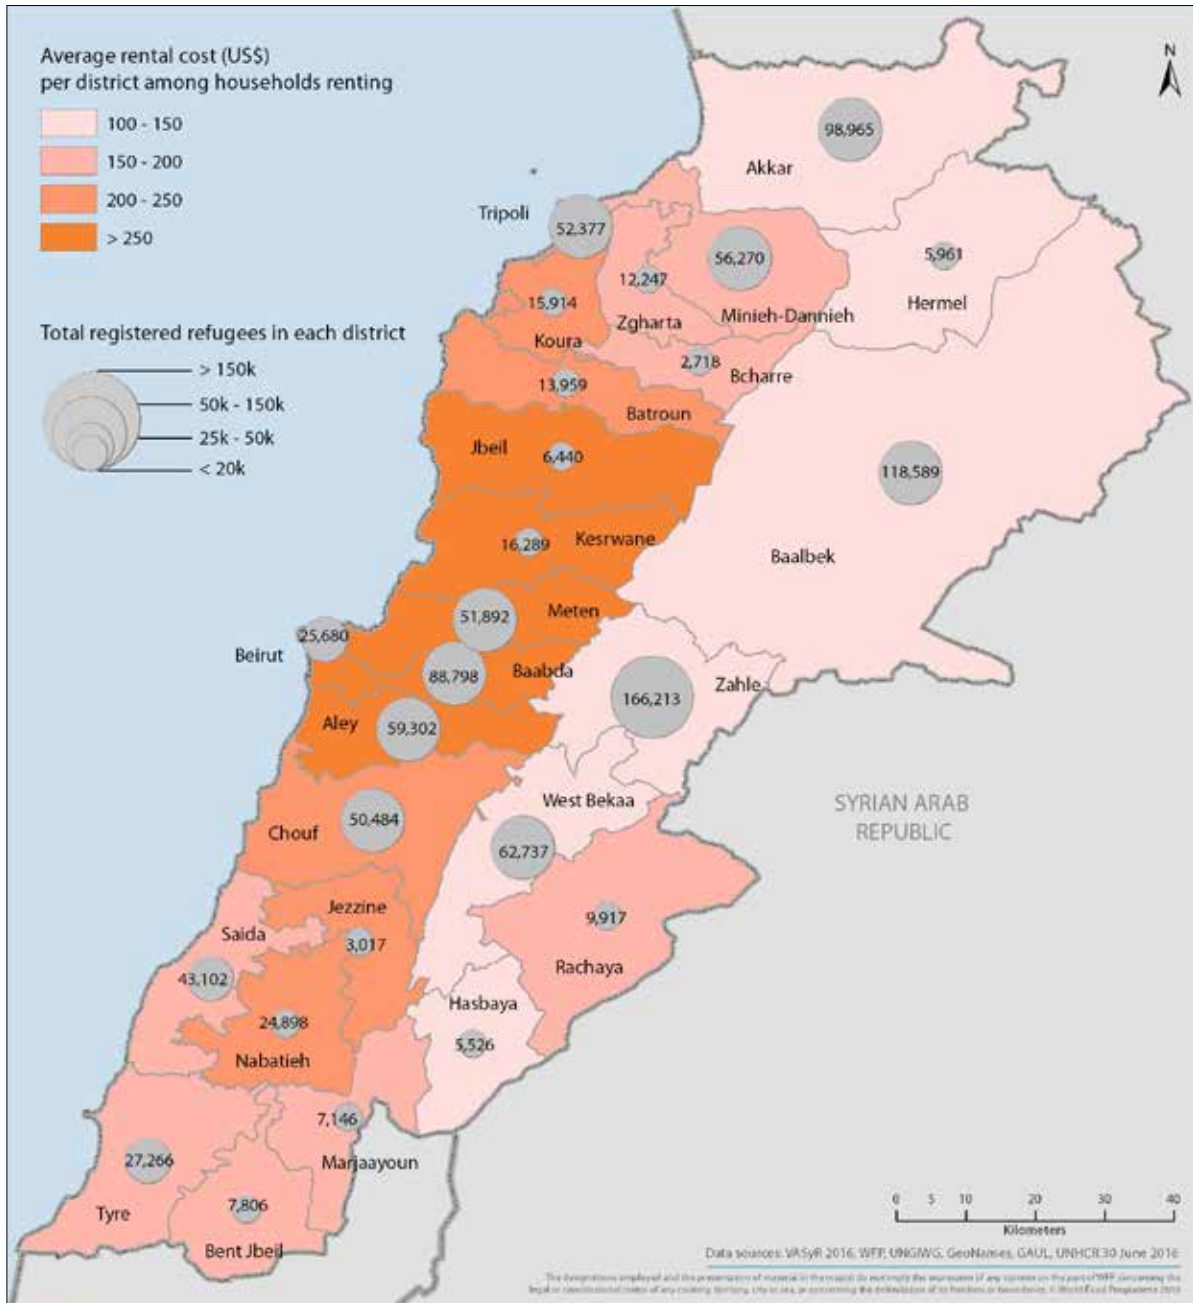 Average rental cost (US$)
per district among households renting
100 - 150
150 - 200
200 - 250
> 250
Total registered refugees in each district
> 150k
50k - 150k
25k - 50k
< 20k
N
98,965
Akkar
Tripoli
52,377
5,961
Hermel
56,270
Minieh-Dannieh
12,247
Zgharta
15,914
Koura
2,718
Bcharre
13,959
Batroun
Jbeil
6,440
118,589
Baalbek
16,289
Kesrwane
51,892
Meten
Beirut
25,680
88,798
Baabda
166,213
Zahle
Aley
59,302
West Bekaa
62,737
SYRIAN ARAB
REPUBLIC
Chouf
50,484
Jezzine
3,017
Saida
43,102
9,917
Rachaya
Hasbaya
5,526
24,898
Nabatieh
7,146
Marjaayoun
27,266
Tyre
7,806
Bent Jbeil
0 5 10 20 30 40
Kilometers
Data sources: VASyR 2016, WFP, UNGIWG, GeoNames, GAUL, UNHCR 30 June 2016